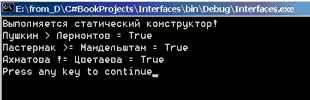 D:\from_D\C#BookProjects\Interfaces\bin\Debug\Interfaces.exe
Выполняется статический конструктор!
Пушкин > Лермонтов = True
Пастернак >= Мандельштам = True
Ахматова != Цветаева = True
Press any key to continue